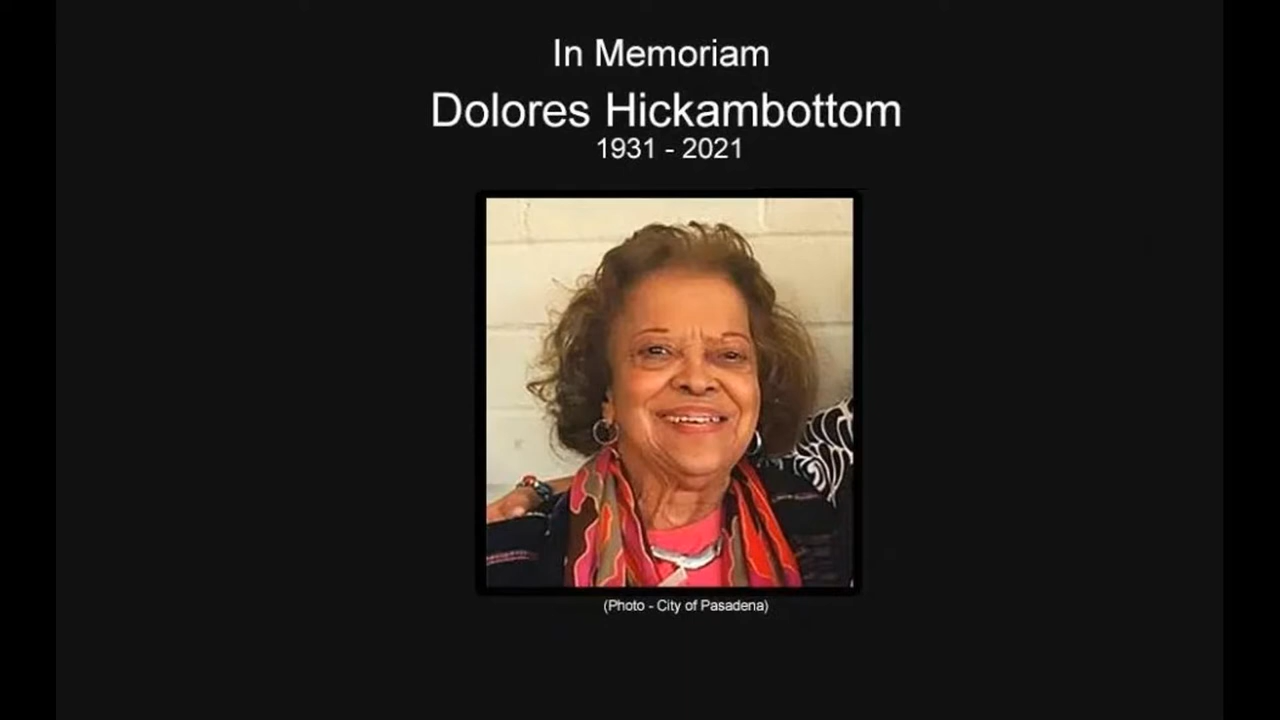 In Memoriam
Dolores Hickambottom
1931 - 2021
(Photo - City of Pasadena)